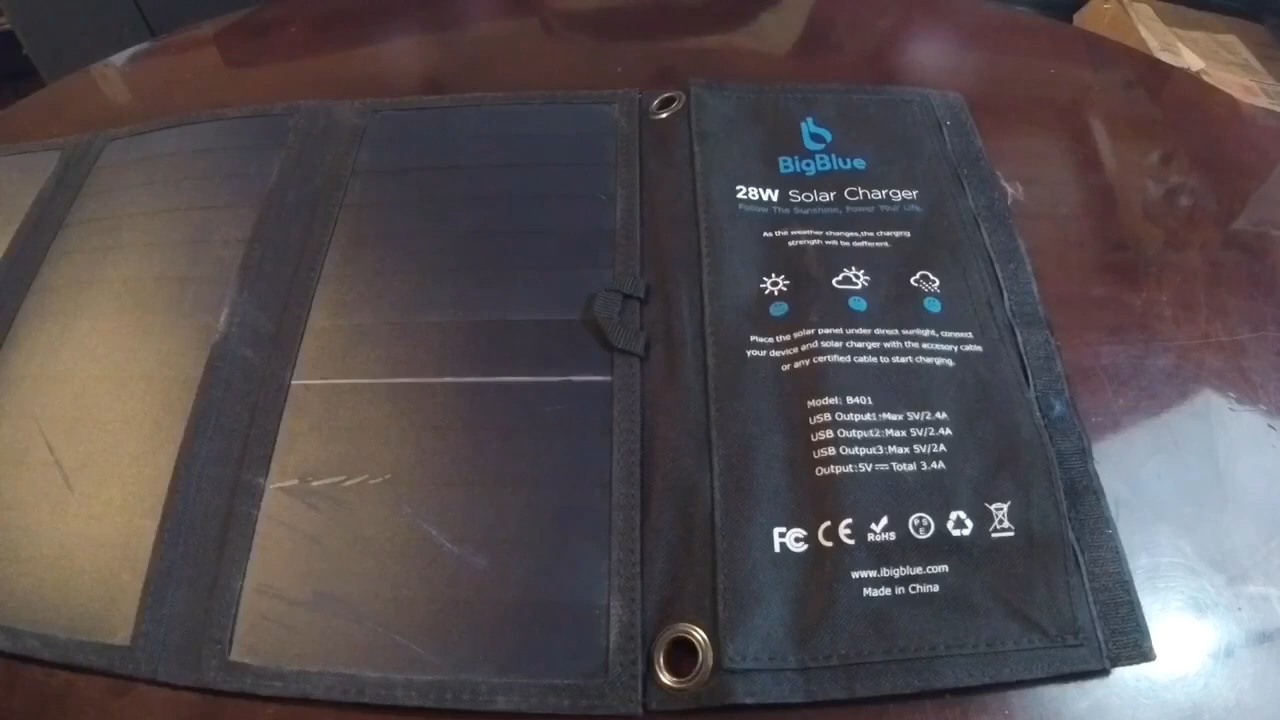 BigBlue
28W Solar Charger
Follow The Sunshine, Power Your Life.
As the weather changes,the charging
strength will be defferent.
Place the solar panel under direct sunlight, connect
your device and solar charger with the accesory cable
or any certified cable to start charging.
Model: B401
USB Output1:Max 5V/2.4A
USB Output2:Max 5V/2.4A
USB Output3:Max 5V/2A
Output:5V⎓Total 3.4A
FC CE RoHS PSE
www.ibigblue.com
Made in China